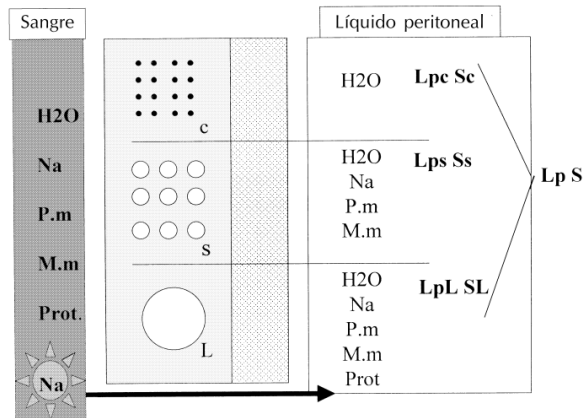 Sangre
H2O
Na
P.m
M.m
Prot.
Na
c
s
L
Líquido peritoneal
H2O
Lpc Sc
H2O
Na
P.m
M.m
Lps Ss
H2O
Na
P.m
M.m
Prot
LpL SL
Lp S